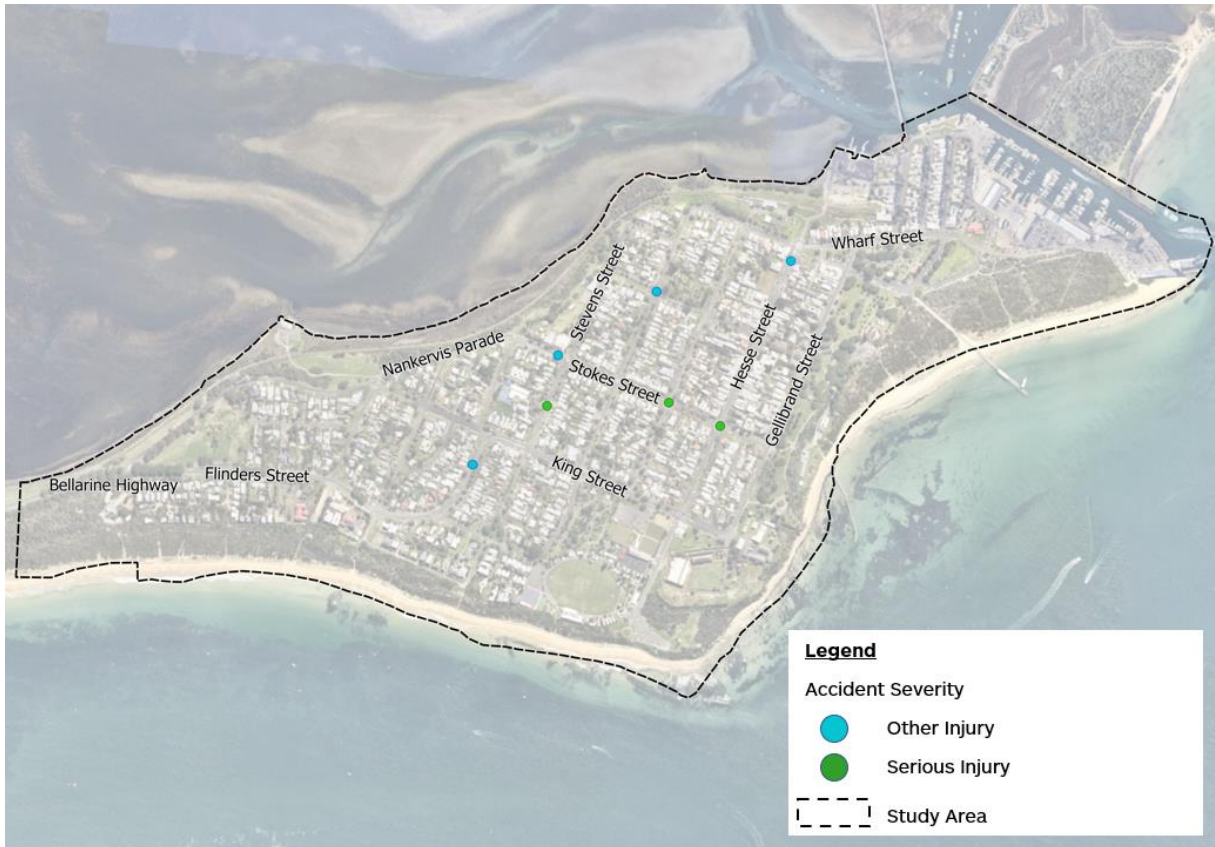 Wharf Street
Stevens Street
Hesse Street
Nankervis Parade
Gellibrand Street
Stokes Street
King Street
Flinders Street
Bellarine Highway
Legend
Accident Severity
Other Injury
Serious Injury
Study Area